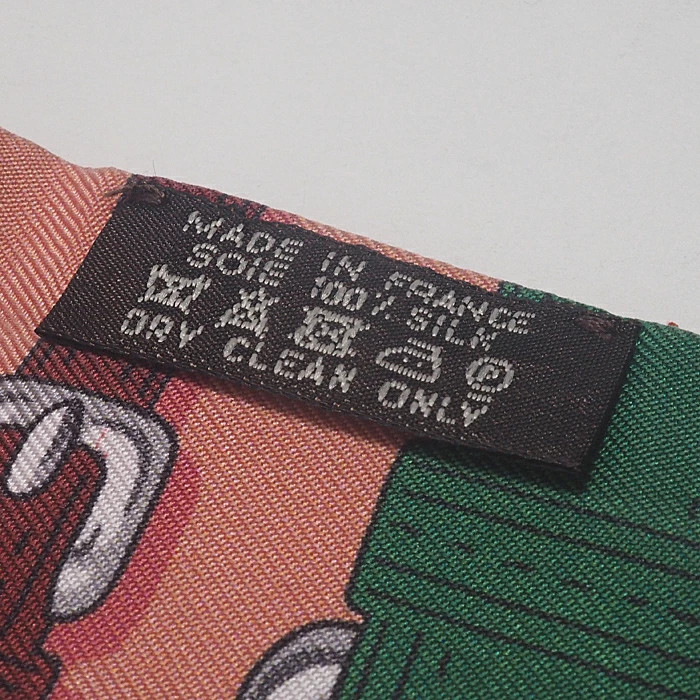 MADE IN FRANCE
SOIE 100% SILK
P
DRY CLEAN ONLY